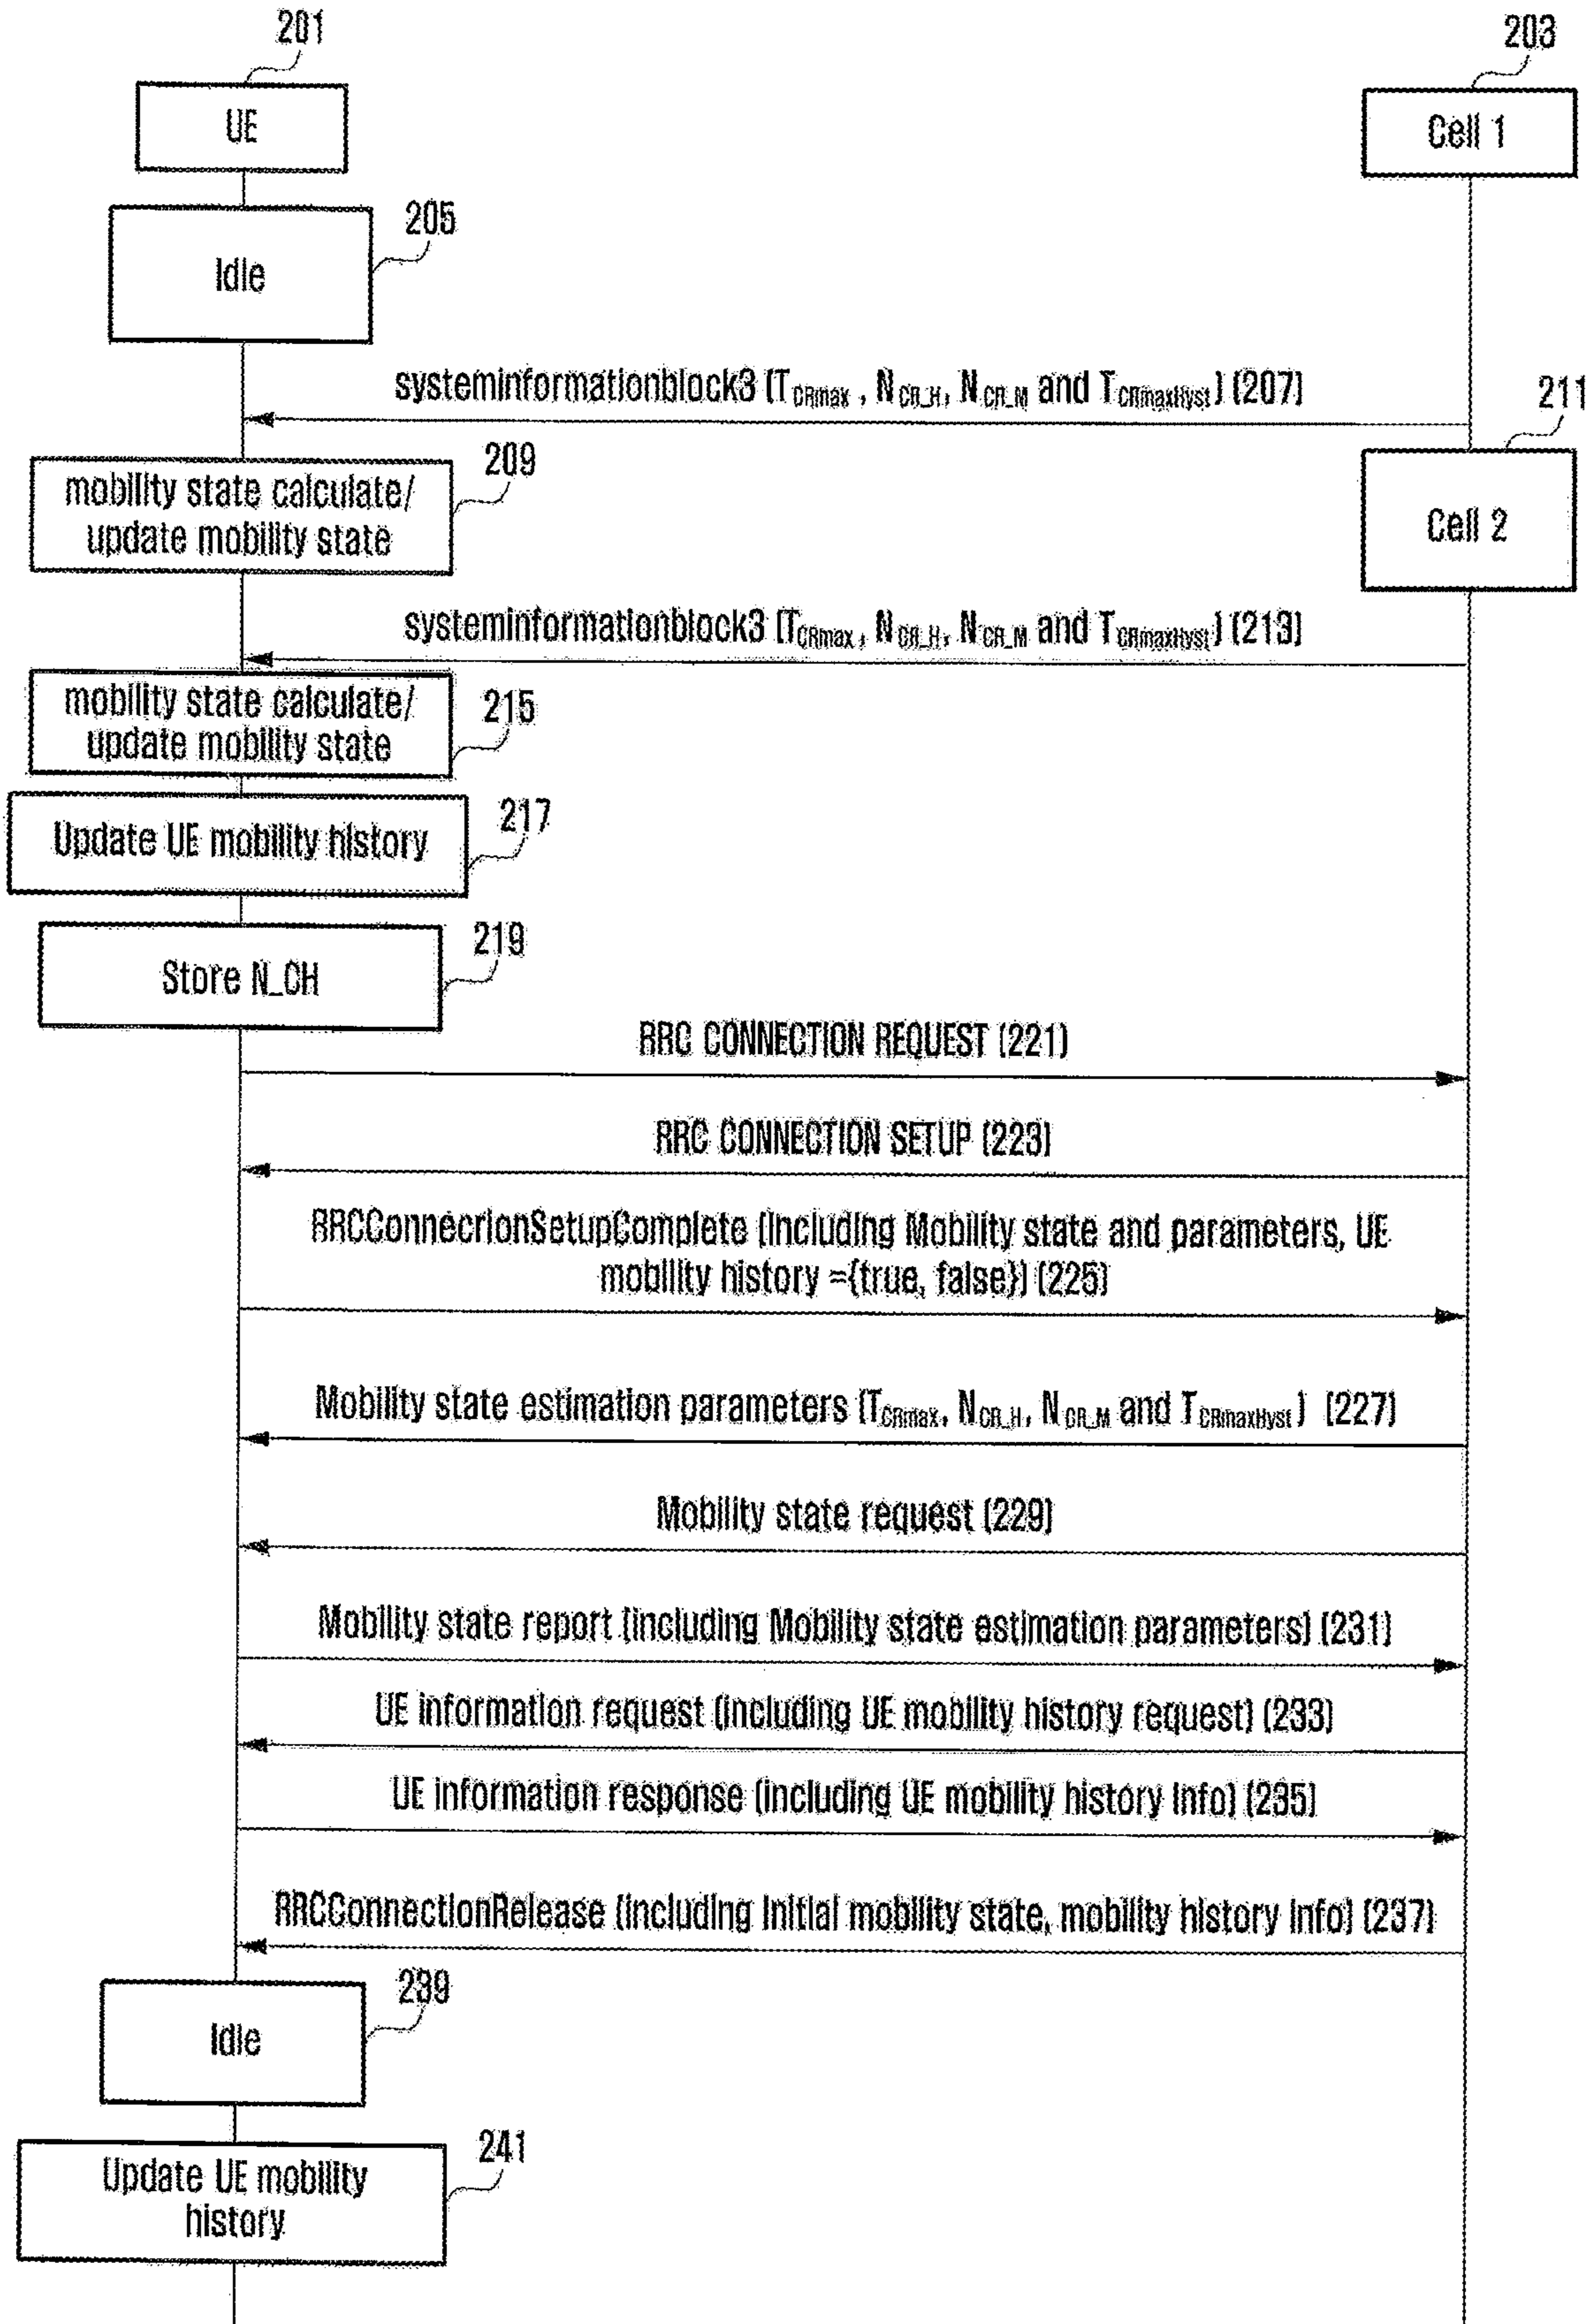 201
203
UE
Cell 1
205
Idle
systeminformationblock3 (TCRmax, NCR_H, NCR_M and TCRmaxHyst) (207)
211
209
mobility state calculate/
update mobility state
Cell 2
systeminformationblock3 (TCRmax, NCR_H, NCR_M and TCRmaxHyst) (213)
mobility state calculate/
update mobility state
215
Update UE mobility history
217
219
Store N_CH
RRC CONNECTION REQUEST (221)
RRC CONNECTION SETUP (223)
RRCConnecrionSetupComplete (including Mobility state and parameters, UE
mobility history ={true, false}) (225)
Mobility state estimation parameters (TCRmax, NCR_H, NCR_M and TCRmaxHyst) (227)
Mobility state request (229)
Mobility state report (including Mobility state estimation parameters) (231)
UE information request (including UE mobility history request) (233)
UE information response (including UE mobility history Info) (235)
RRCConnectionRelease (including Initial mobility state, mobility history Info) (237)
239
Idle
241
Update UE mobility
history